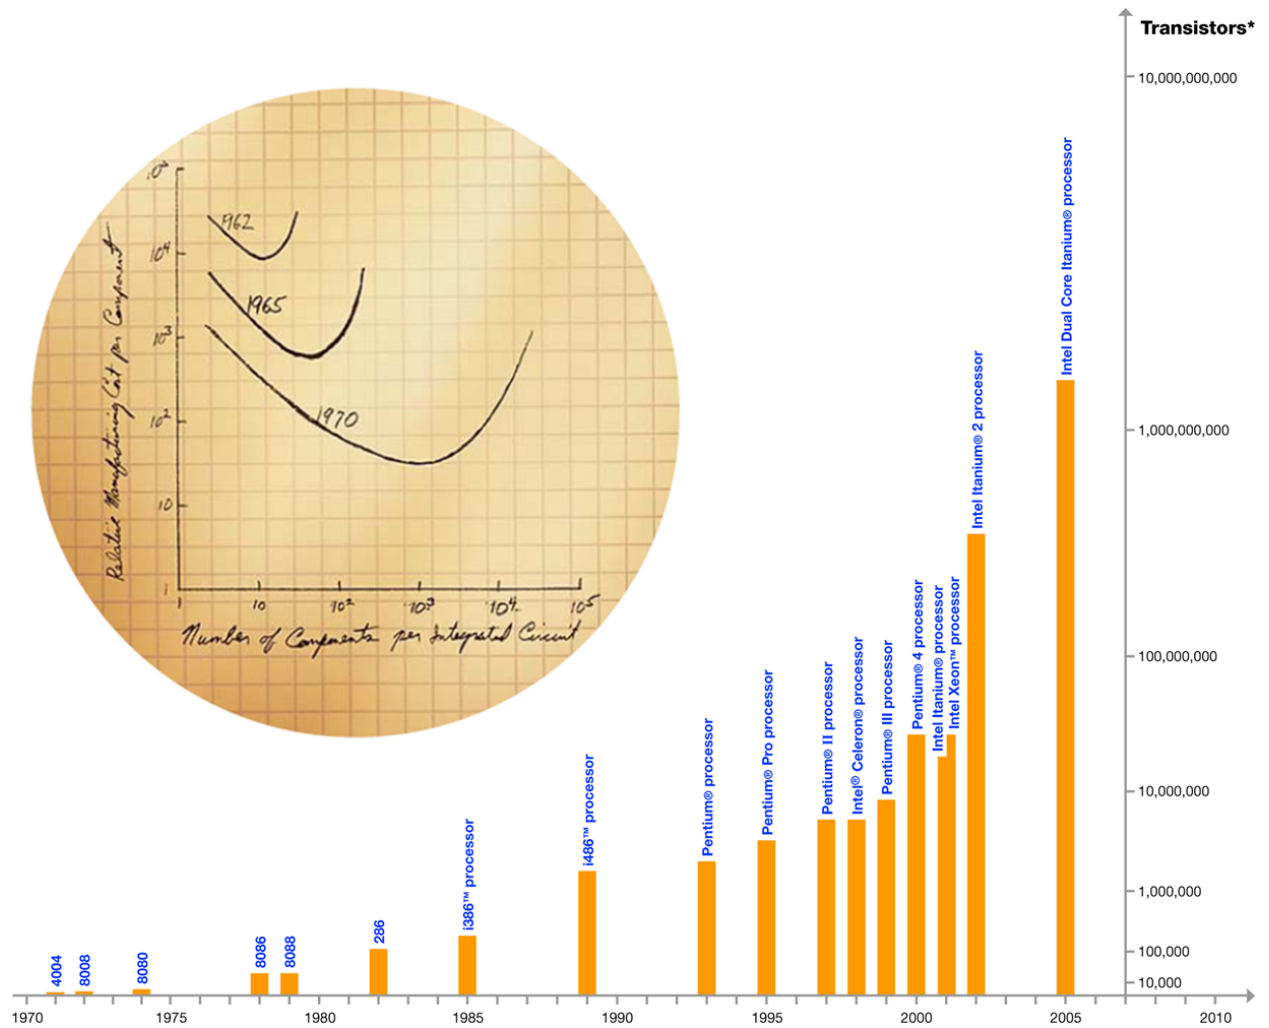 Transistors*
10,000,000,000
1,000,000,000
100,000,000
10,000,000
1,000,000
100,000
10,000
10⁵
10⁴
10³
10²
10
1
Relative Manufacturing Cost per Component
1962
1965
1970
1 10 10² 10³ 10⁴ 10⁵
Number of Components per Integrated Circuit
4004
8008
8080
8086
8088
286
i386™ processor
i486™ processor
Pentium® processor
Pentium® Pro processor
Pentium® II processor
Intel® Celeron® processor
Pentium® III processor
Pentium® 4 processor
Intel Itanium® processor
Intel Xeon™ processor
Intel Itanium® 2 processor
Intel Dual Core Itanium® processor
1970 1975 1980 1985 1990 1995 2000 2005 2010